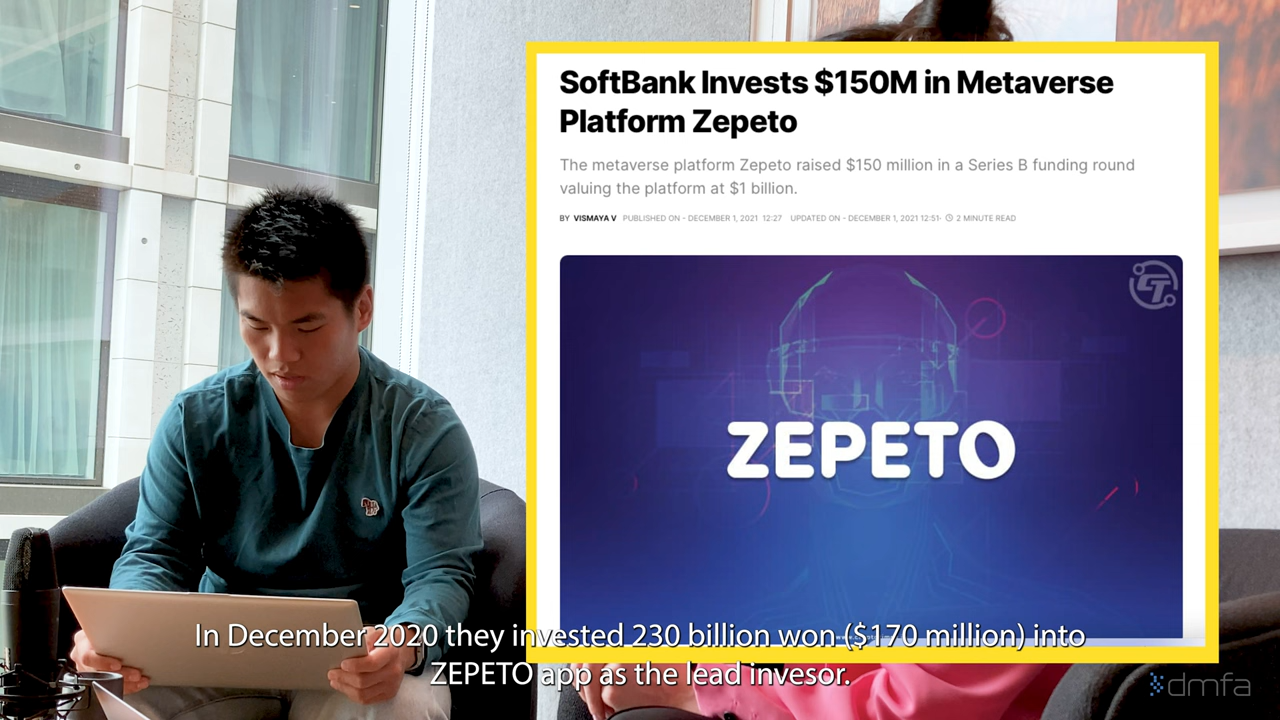 SoftBank Invests $150M in Metaverse
Platform Zepeto
The metaverse platform Zepeto raised $150 million in a Series B funding round
valuing the platform at $1 billion.
BY VISMAYA V PUBLISHED ON - DECEMBER 1, 2021 12:27 UPDATED ON - DECEMBER 1, 2021 12:51· 2 MINUTE READ
CT
ZEPETO
In December 2020 they invested 230 billion won ($170 million) into
ZEPETO app as the lead invesor.
dmfa